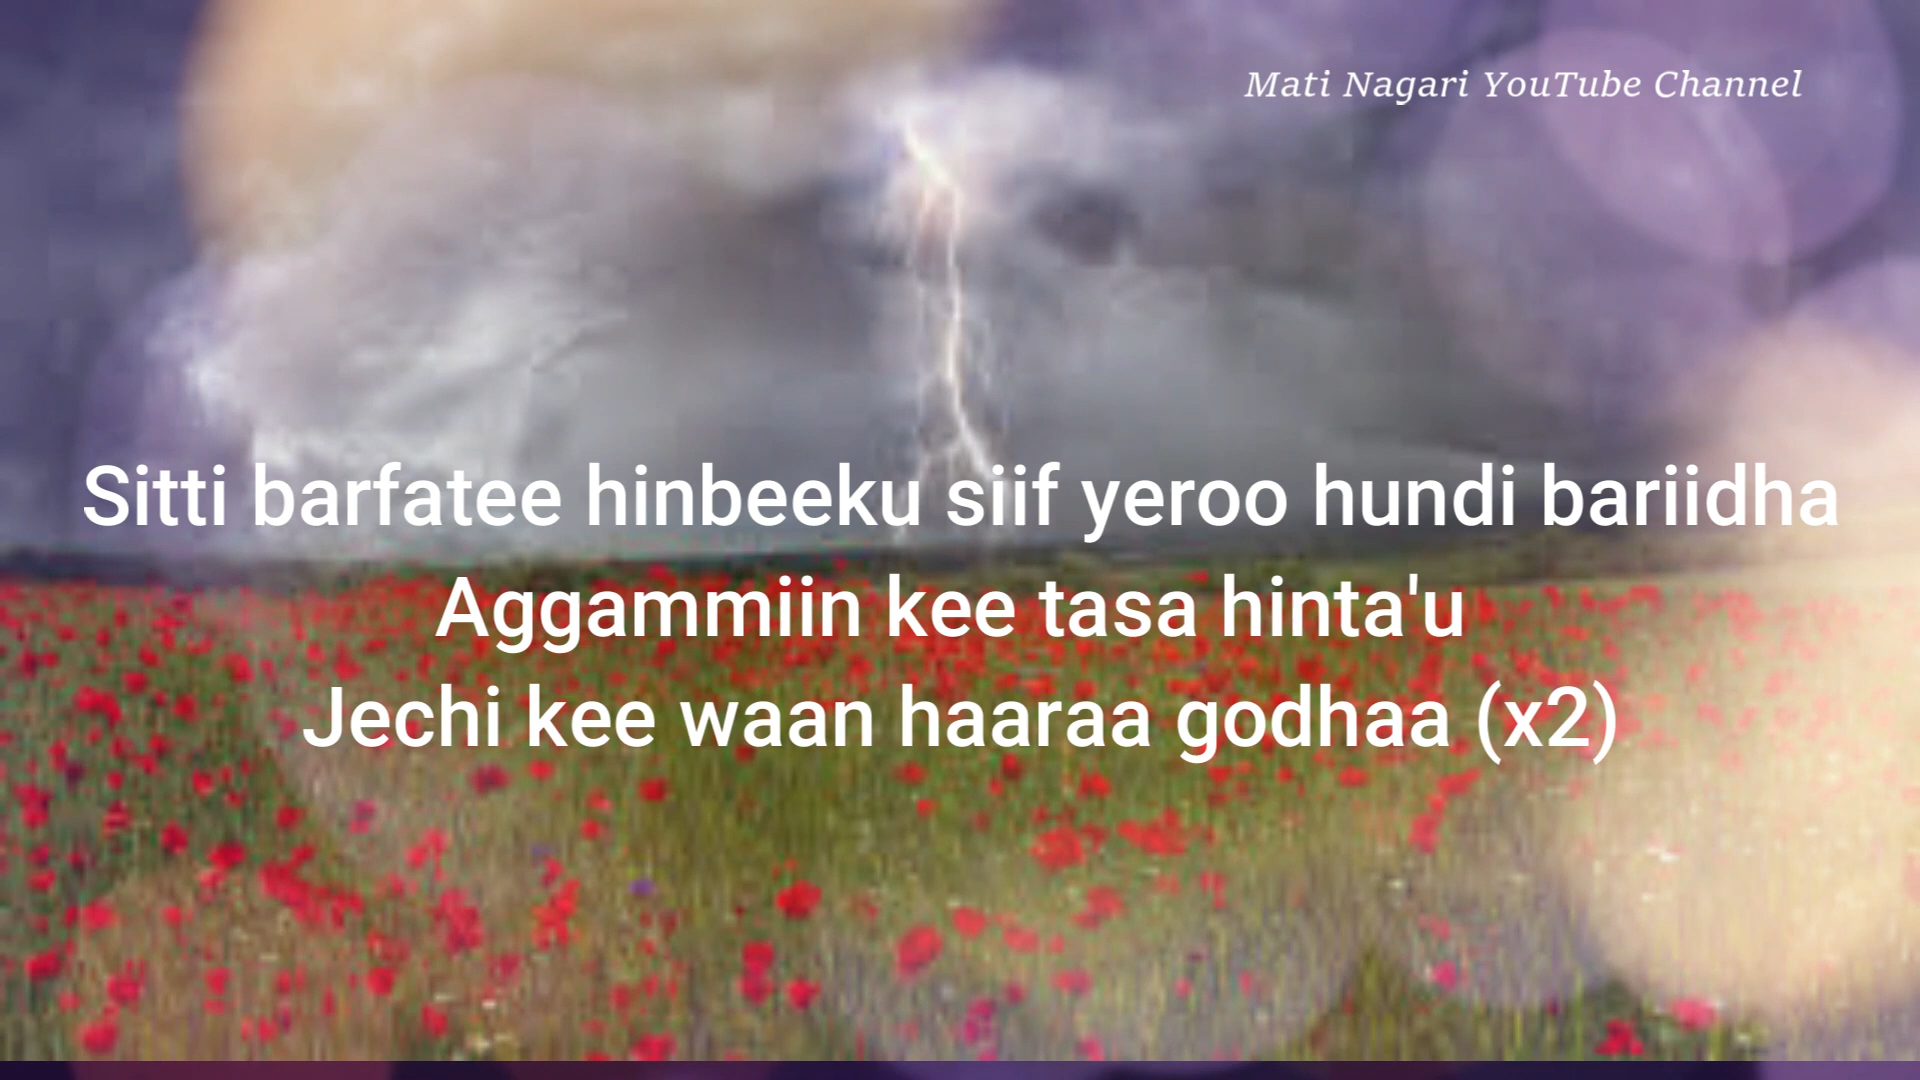 Mati Nagari YouTube Channel
Sitti barfatee hinbeeku siif yeroo hundi bariidha
Aggammiin kee tasa hinta'u
Jechi kee waan haaraa godhaa (x2)